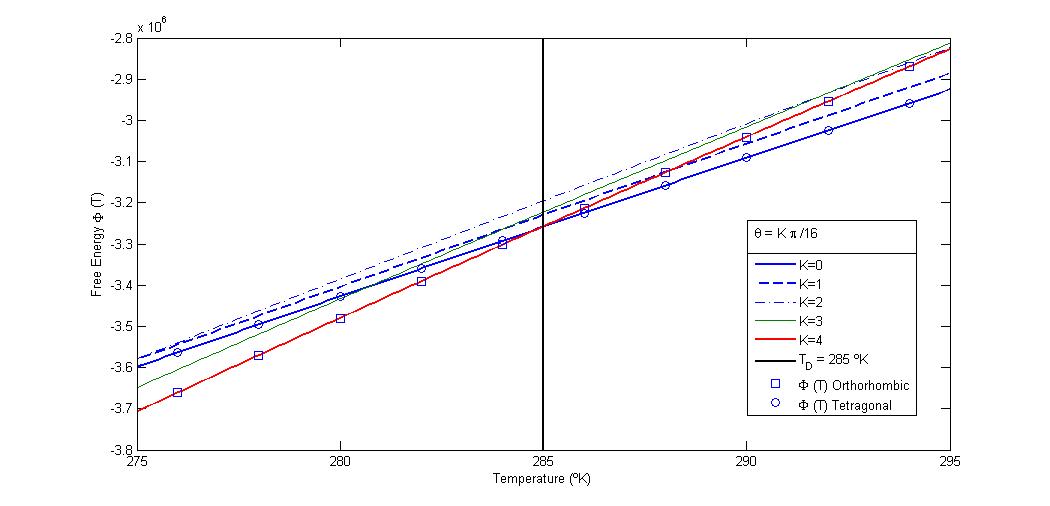 x 10^6
-2.8
-2.9
-3
-3.1
-3.2
-3.3
-3.4
-3.5
-3.6
-3.7
-3.8
Free Energy Φ (T)
275
280
285
290
295
Temperature (ºK)
θ = K π /16
K=0
K=1
K=2
K=3
K=4
T_D = 285 ºK
Φ (T) Orthorhombic
Φ (T) Tetragonal